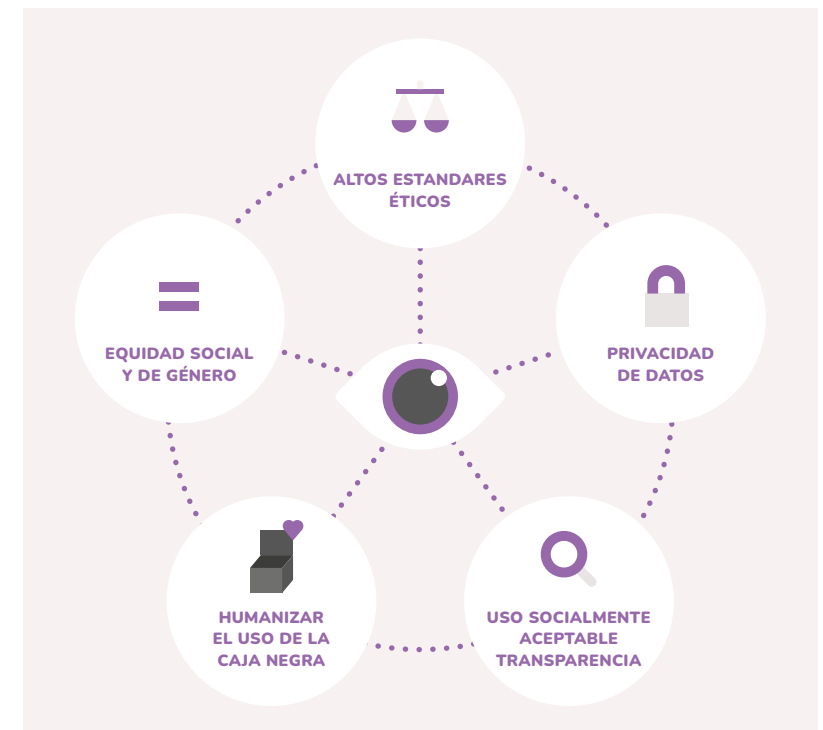 ALTOS ESTANDARES
ÉTICOS
EQUIDAD SOCIAL
Y DE GÉNERO
PRIVACIDAD
DE DATOS
HUMANIZAR
EL USO DE LA
CAJA NEGRA
USO SOCIALMENTE
ACEPTABLE
TRANSPARENCIA